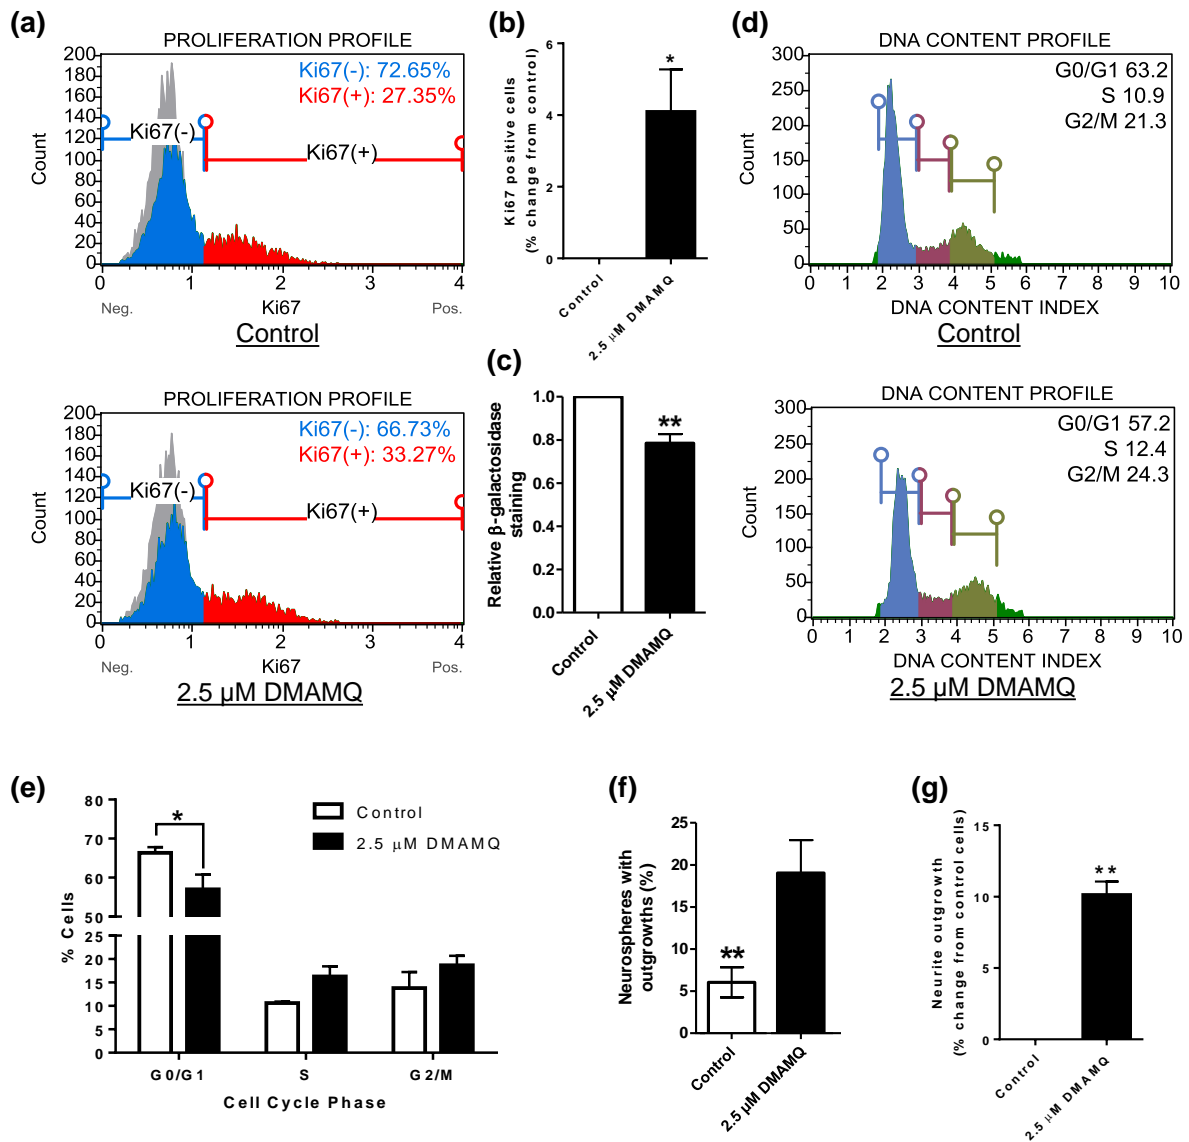 (a)
PROLIFERATION PROFILE
Ki67(-): 72.65%
Ki67(+): 27.35%
Ki67(-)
Ki67(+)
Count
200
180
160
140
120
100
80
60
40
20
0
0 1 2 3 4
Neg. Ki67 Pos.
Control
PROLIFERATION PROFILE
Ki67(-): 66.73%
Ki67(+): 33.27%
Ki67(-)
Ki67(+)
Count
200
180
160
140
120
100
80
60
40
20
0
0 1 2 3 4
Neg. Ki67 Pos.
2.5 µM DMAMQ
(b)
Ki67 positive cells
(% change from control)
6
4
2
0
*
Control
2.5 µM DMAMQ
(c)
Relative β-galactosidase
staining
1.0
0.8
0.6
0.4
0.2
0.0
**
Control
2.5 µM DMAMQ
(d)
DNA CONTENT PROFILE
G0/G1 63.2
S 10.9
G2/M 21.3
Count
300
250
200
150
100
50
0
0 1 2 3 4 5 6 7 8 9 10
DNA CONTENT INDEX
Control
DNA CONTENT PROFILE
G0/G1 57.2
S 12.4
G2/M 24.3
Count
300
250
200
150
100
50
0
0 1 2 3 4 5 6 7 8 9 10
DNA CONTENT INDEX
2.5 µM DMAMQ
(e)
% Cells
80
70
60
50
25
20
15
10
5
0
*
Control
2.5 µM DMAMQ
G0/G1 S G2/M
Cell Cycle Phase
(f)
Neurospheres with
outgrowths (%)
25
20
15
10
5
0
**
Control
2.5 µM DMAMQ
(g)
Neurite outgrowth
(% change from control cells)
15
10
5
0
**
Control
2.5 µM DMAMQ